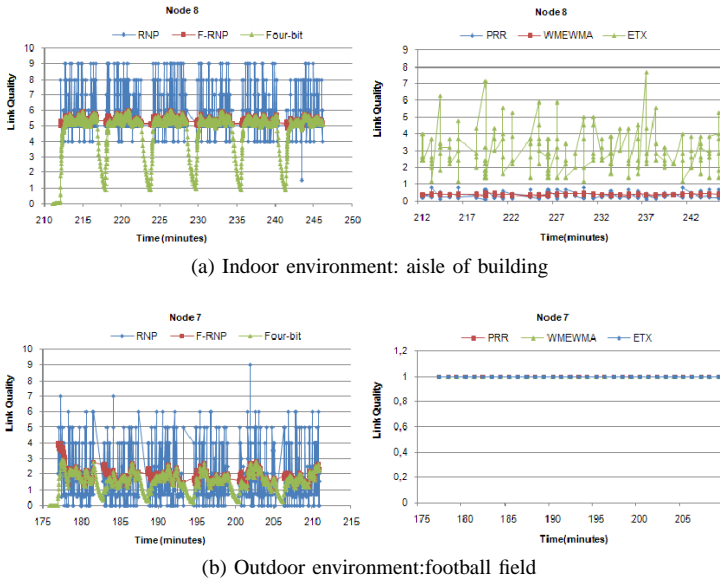 Node 8
RNP F-RNP Four-bit
Link Quality
10
9
8
7
6
5
4
3
2
1
0
210 215 220 225 230 235 240 245 250
Time (minutes)
Node 8
PRR WMEWMA ETX
Link Quality
9
8
7
6
5
4
3
2
1
0
212 217 222 227 232 237 242
Time(minutes)
(a) Indoor environment: aisle of building
Node 7
RNP F-RNP Four-bit
Link Quality
10
9
8
7
6
5
4
3
2
1
0
175 180 185 190 195 200 205 210 215
Time (minutes)
Node 7
PRR WMEWMA ETX
Link Quality
1,2
1
0,8
0,6
0,4
0,2
0
175 180 185 190 195 200 205
Time(minutes)
(b) Outdoor environment:football field